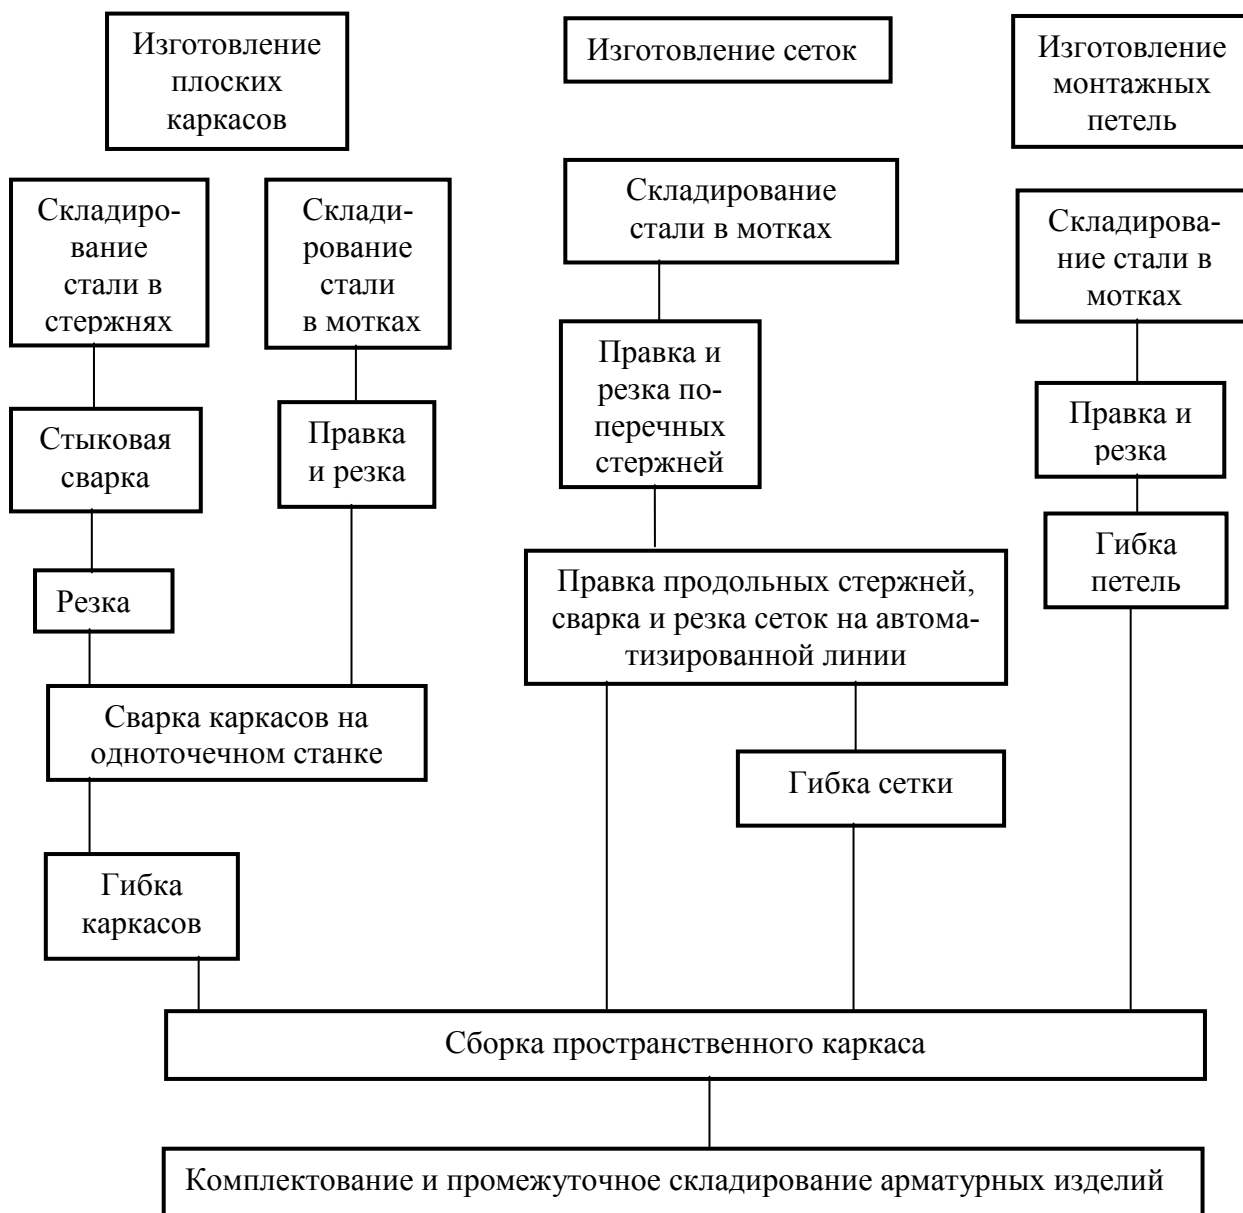 Изготовление
плоских
каркасов
Изготовление сеток
Изготовление
монтажных
петель
Складиро-
вание
стали в
стержнях
Склади-
рование
стали
в мотках
Складирование
стали в мотках
Складирова-
ние стали в
мотках
Стыковая
сварка
Правка
и резка
Правка и
резка по-
перечных
стержней
Правка и
резка
Резка
Правка продольных стержней,
сварка и резка сеток на автома-
тизированной линии
Гибка
петель
Сварка каркасов на
одноточечном станке
Гибка сетки
Гибка
каркасов
Сборка пространственного каркаса
Комплектование и промежуточное складирование арматурных изделий